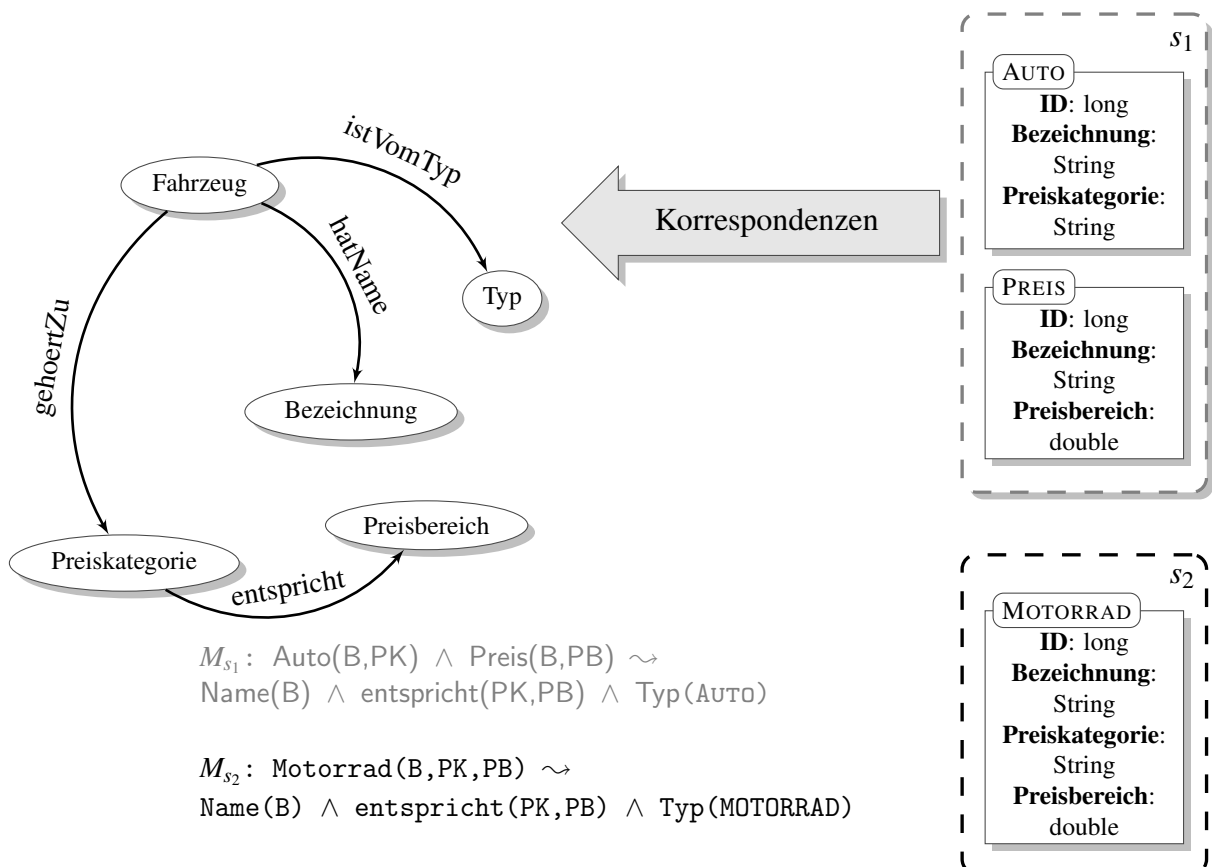 Fahrzeug
istVomTyp
hatName
gehoertZu
Typ
Bezeichnung
Preisbereich
Preiskategorie
entspricht
Korrespondenzen
s1
AUTO
ID: long
Bezeichnung:
String
Preiskategorie:
String
PREIS
ID: long
Bezeichnung:
String
Preisbereich:
double
s2
MOTORRAD
ID: long
Bezeichnung:
String
Preiskategorie:
String
Preisbereich:
double
Ms1: Auto(B,PK) ∧ Preis(B,PB) ⇝
Name(B) ∧ entspricht(PK,PB) ∧ Typ(AUTO)
Ms2: Motorrad(B,PK,PB) ⇝
Name(B) ∧ entspricht(PK,PB) ∧ Typ(MOTORRAD)